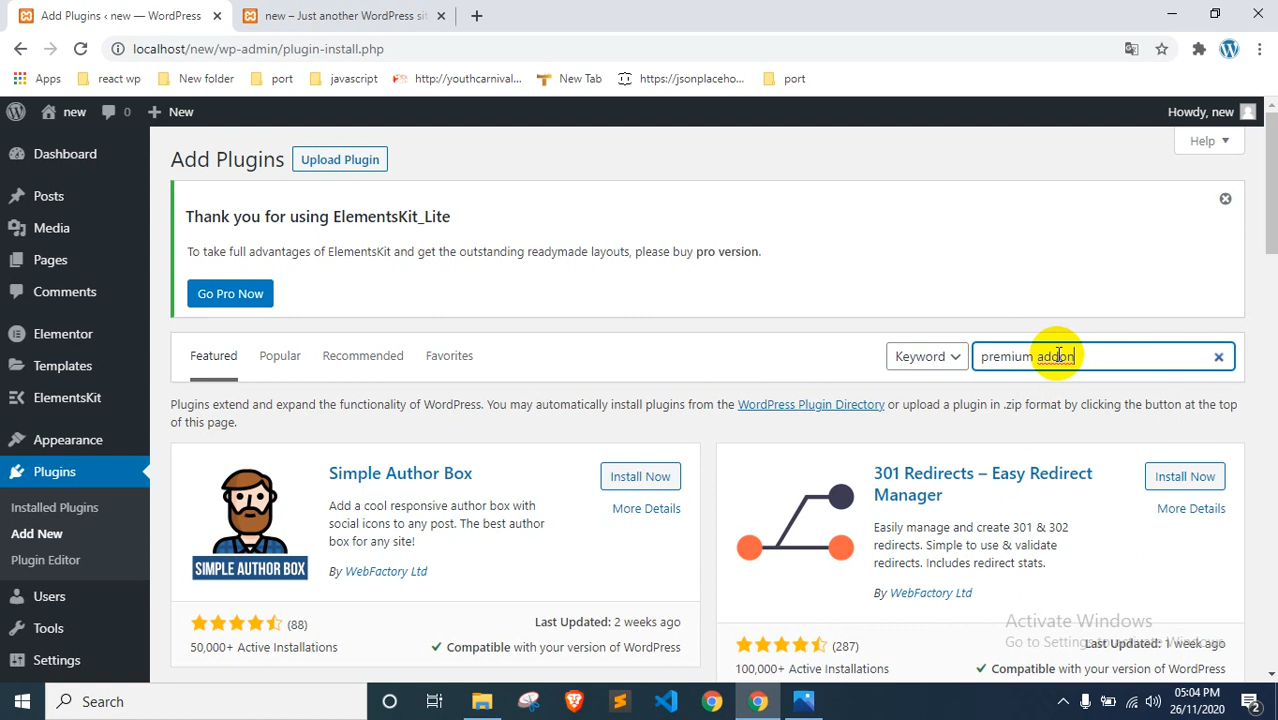 Add Plugins ‹ new — WordPress
new – Just another WordPress sit
localhost/new/wp-admin/plugin-install.php
Apps
react wp
New folder
port
javascript
http://youthcarnival...
New Tab
https://jsonplaceho...
port
new
0
New
Howdy, new
Dashboard
Posts
Media
Pages
Comments
Elementor
Templates
ElementsKit
Appearance
Plugins
Installed Plugins
Add New
Plugin Editor
Users
Tools
Settings
Help
Add Plugins
Upload Plugin
Thank you for using ElementsKit_Lite
To take full advantages of ElementsKit and get the outstanding readymade layouts, please buy pro version.
Go Pro Now
Featured
Popular
Recommended
Favorites
Keyword
premium addon
Plugins extend and expand the functionality of WordPress. You may automatically install plugins from the WordPress Plugin Directory or upload a plugin in .zip format by clicking the button at the top
of this page.
SIMPLE AUTHOR BOX
Simple Author Box
Install Now
More Details
Add a cool responsive author box with
social icons to any post. The best author
box for any site!
By WebFactory Ltd
(88)
50,000+ Active Installations
Last Updated: 2 weeks ago
Compatible with your version of WordPress
301 Redirects – Easy Redirect
Manager
Install Now
More Details
Easily manage and create 301 & 302
redirects. Simple to use & validate
redirects. Includes redirect stats.
By WebFactory Ltd
(287)
100,000+ Active Installations
Last Updated: 1 week ago
Compatible with your version of WordPress
Activate Windows
Go to Settings to activate Windows.
Search
05:04 PM
26/11/2020
2